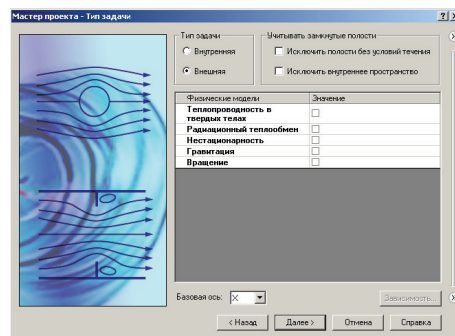 Мастер проекта - Тип задачи
Тип задачи
Внутренняя
Внешняя
Учитывать замкнутые полости
Исключить полости без условий течения
Исключить внутреннее пространство
Физические модели Значение
Теплопроводность в
твердых телах
Радиационный теплообмен
Нестационарность
Гравитация
Вращение
Базовая ось: X
Зависимость...
< Назад Далее > Отмена Справка